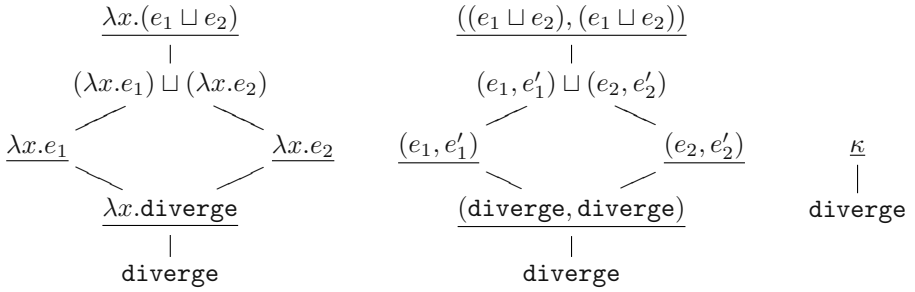 λx.(e₁ ⊔ e₂) ((e₁ ⊔ e₂), (e₁ ⊔ e₂))
(λx.e₁) ⊔ (λx.e₂) (e₁, e′₁) ⊔ (e₂, e′₂)
λx.e₁ λx.e₂ (e₁, e′₁) (e₂, e′₂) κ
λx.diverge (diverge, diverge) diverge
diverge diverge